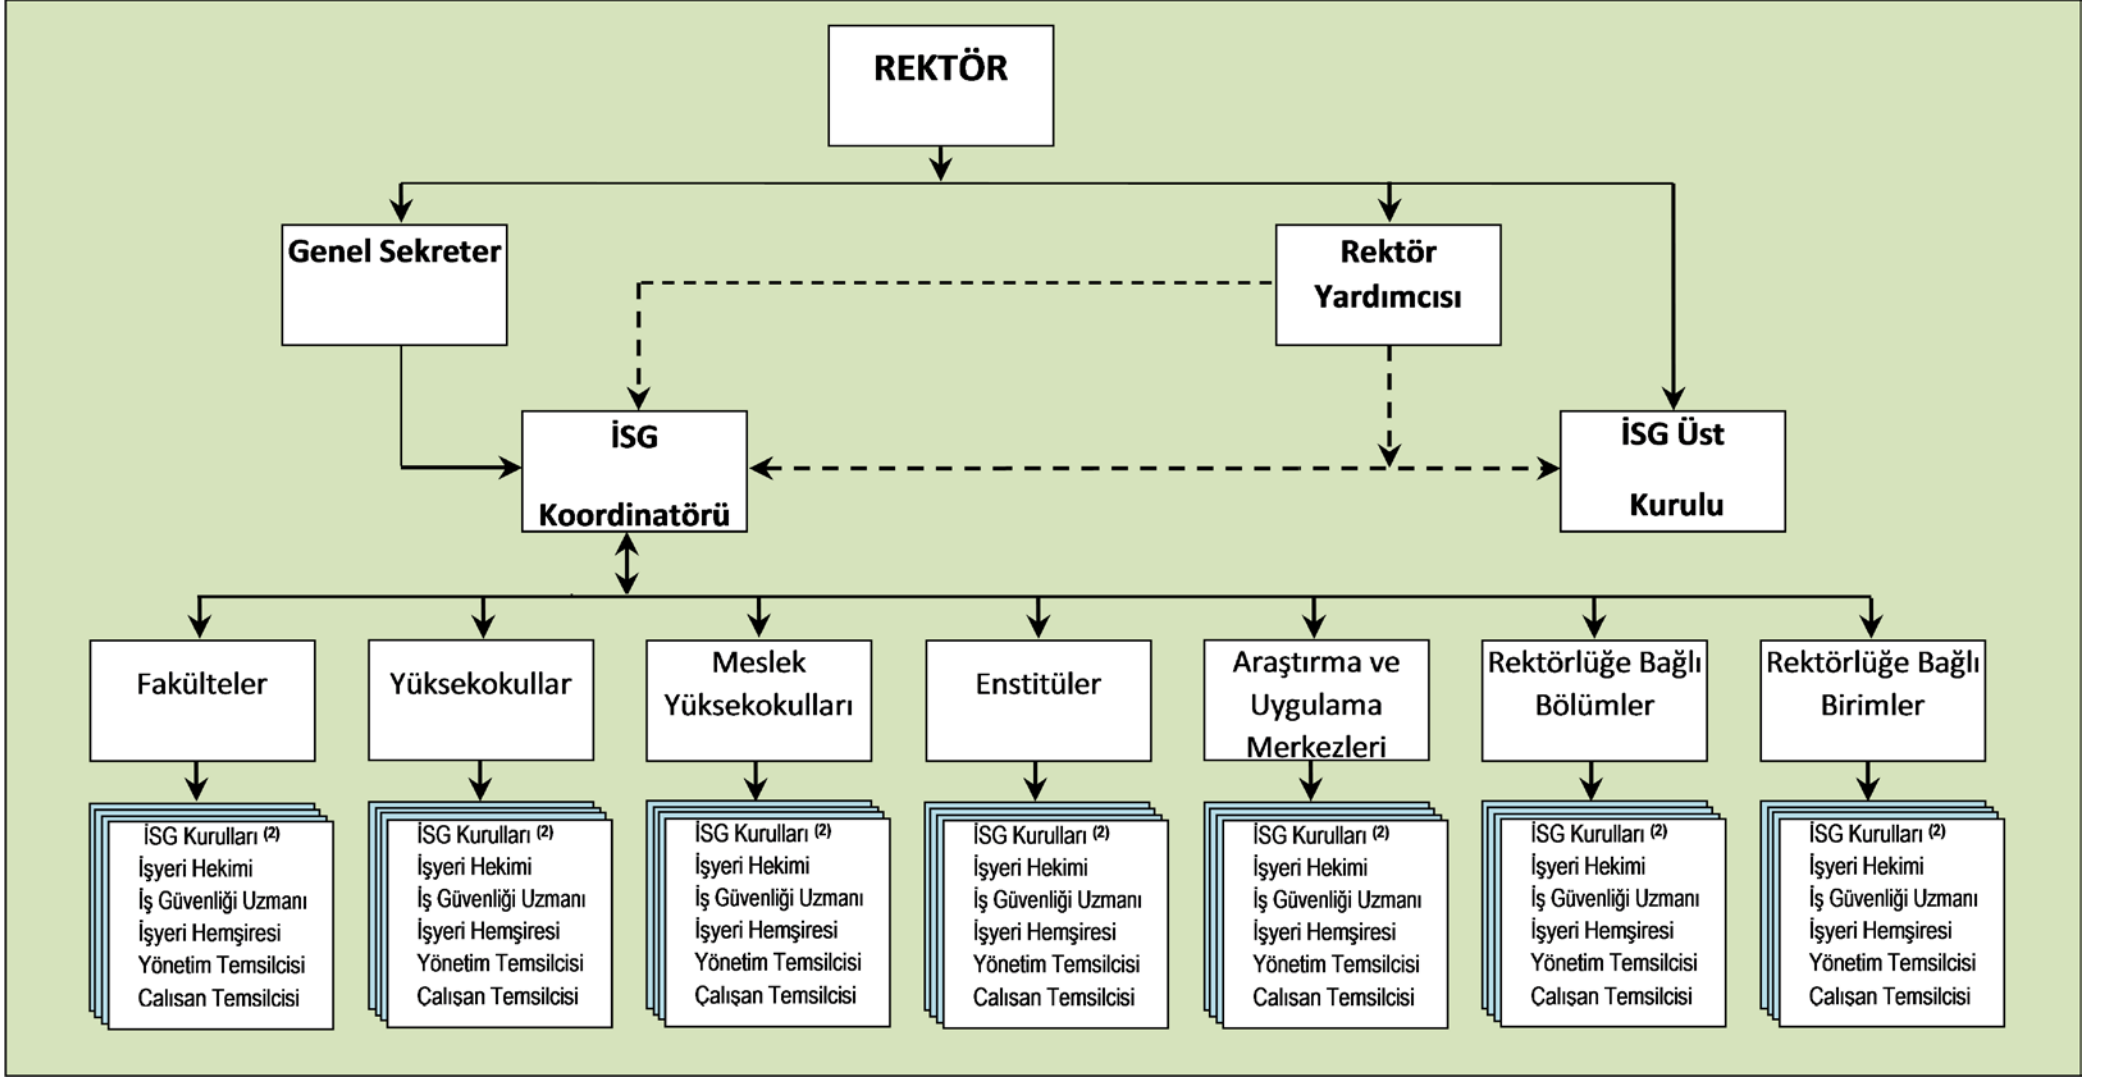 REKTÖR
Genel Sekreter
Rektör
Yardımcısı
İSG
Koordinatörü
İSG Üst
Kurulu
Fakülteler
Yüksekokullar
Meslek
Yüksekokulları
Enstitüler
Araştırma ve
Uygulama
Merkezleri
Rektörlüğe Bağlı
Bölümler
Rektörlüğe Bağlı
Birimler
İSG Kurulları (2)
İşyeri Hekimi
İş Güvenliği Uzmanı
İşyeri Hemşiresi
Yönetim Temsilcisi
Calısan Temsilcisi
İSG Kurulları (2)
İşyeri Hekimi
İş Güvenliği Uzmanı
İşyeri Hemşiresi
Yönetim Temsilcisi
Çalışan Temsilcisi
İSG Kurulları (2)
İşyeri Hekimi
İş Güvenliği Uzmanı
İşyeri Hemşiresi
Yönetim Temsilcisi
Çalışan Temsilcisi
İSG Kurulları (2)
İşyeri Hekimi
İş Güvenliği Uzmanı
İşyeri Hemşiresi
Yönetim Temsilcisi
Calısan Temsilcisi
İSG Kurulları (2)
İşyeri Hekimi
İş Güvenliği Uzmanı
İşyeri Hemşiresi
Yönetim Temsilcisi
Calısan Temsilcisi
İSG Kurulları (2)
İşyeri Hekimi
İş Güvenliği Uzmanı
İşyeri Hemşiresi
Yönetim Temsilcisi
Çalışan Temsilcisi
İSG Kurulları (2)
İşyeri Hekimi
İş Güvenliği Uzmanı
İşyeri Hemşiresi
Yönetim Temsilcisi
Çalışan Temsilcisi